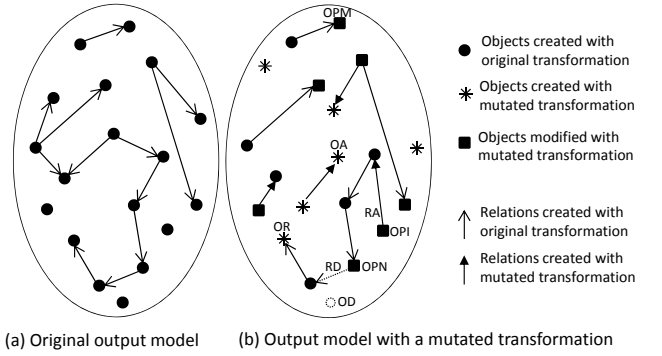 OPM
OA
RA
OPI
OR
RD
OPN
OD
Objects created with
original transformation
Objects created with
mutated transformation
Objects modified with
mutated transformation
Relations created with
original transformation
Relations created with
mutated transformation
(a) Original output model
(b) Output model with a mutated transformation